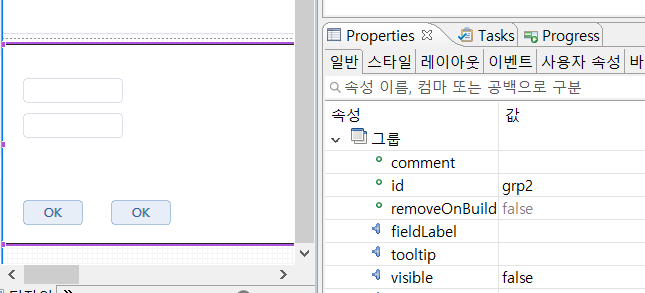 Properties Tasks Progress
일반 스타일 레이아웃 이벤트 사용자 속성 바
속성 이름, 컴마 또는 공백으로 구분
속성 값
그룹
comment
id grp2
removeOnBuild false
fieldLabel
tooltip
visible false
OK OK